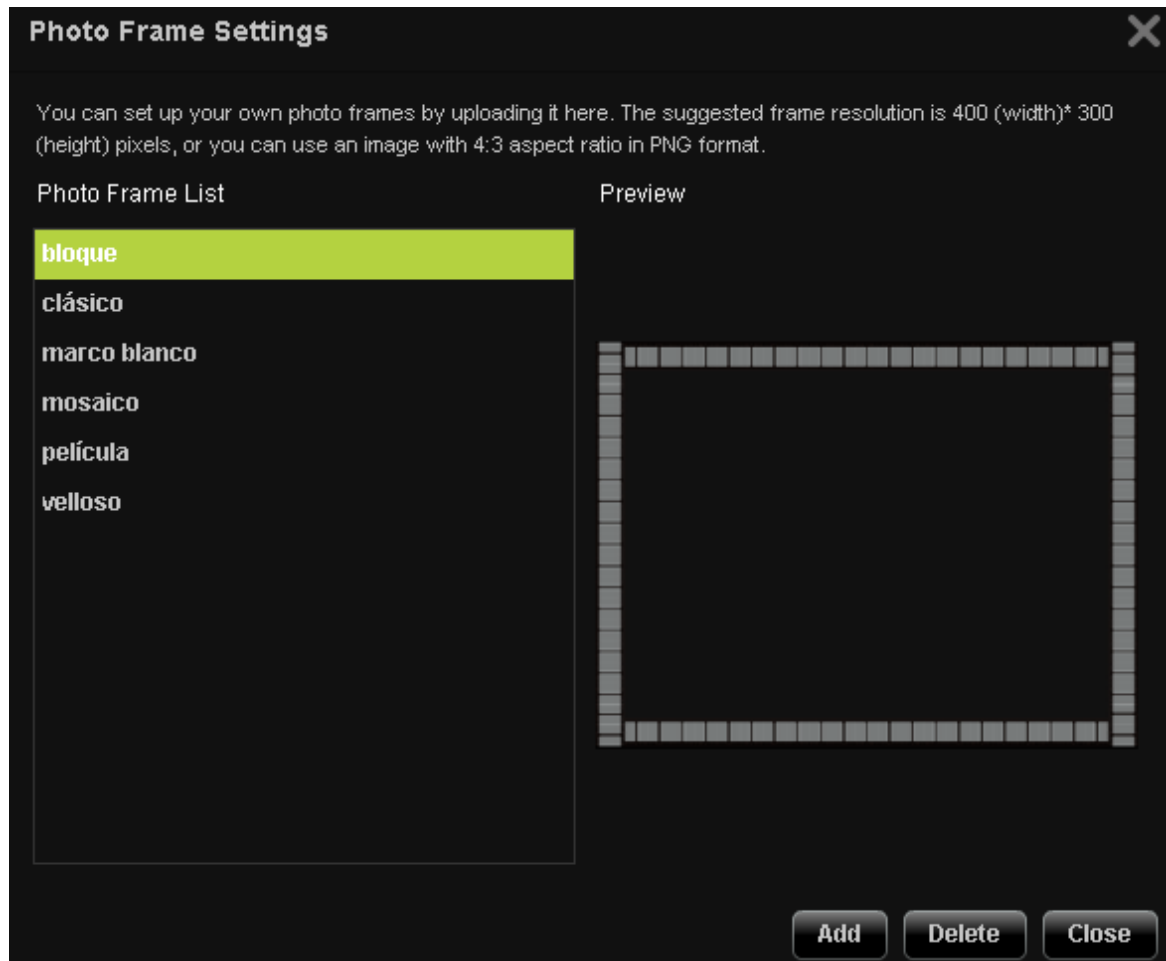 Photo Frame Settings
You can set up your own photo frames by uploading it here. The suggested frame resolution is 400 (width)* 300
(height) pixels, or you can use an image with 4:3 aspect ratio in PNG format.
Photo Frame List
Preview
bloque
clásico
marco blanco
mosaico
película
velloso
Add
Delete
Close